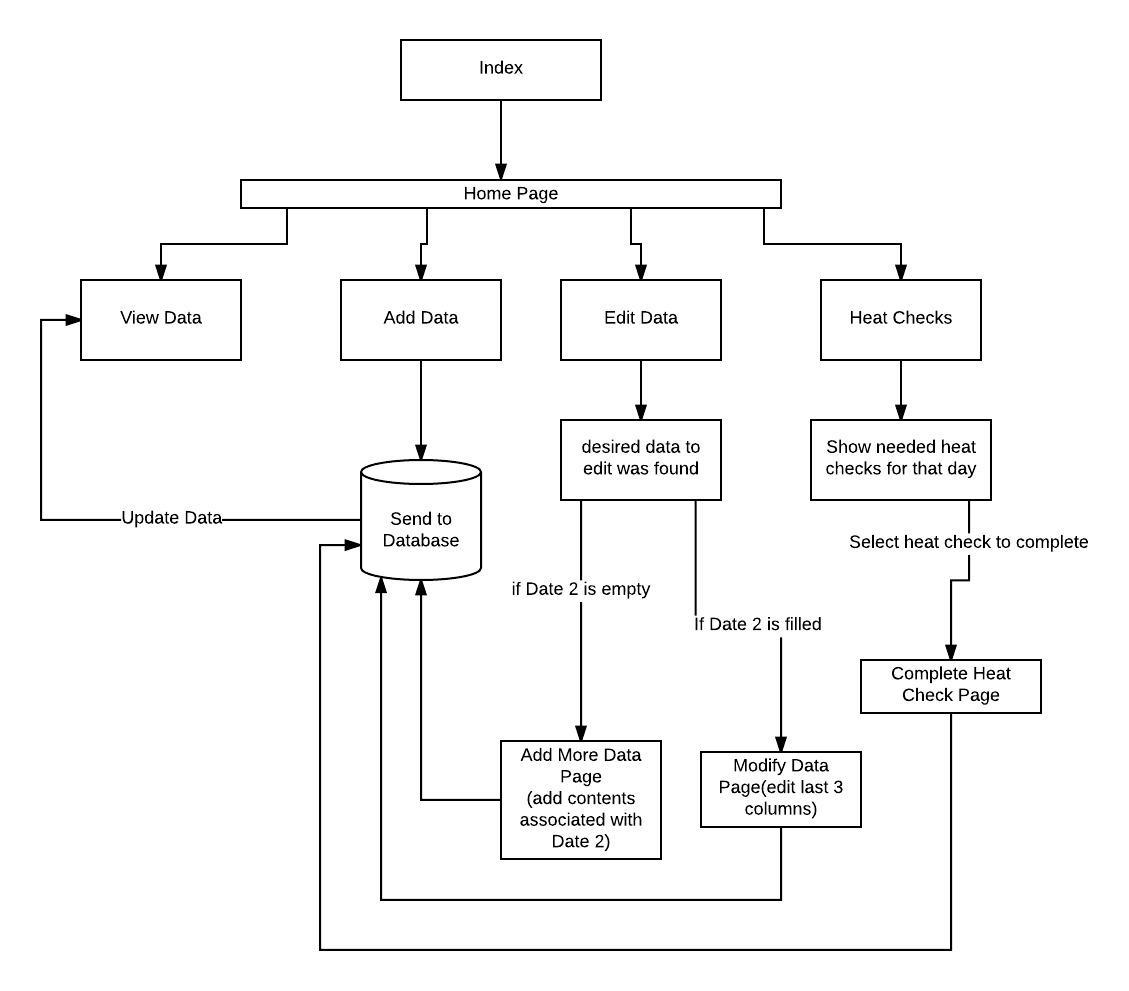 Index
Home Page
View Data
Add Data
Edit Data
Heat Checks
desired data to
edit was found
Show needed heat
checks for that day
Update Data
Send to
Database
Select heat check to complete
if Date 2 is empty
If Date 2 is filled
Complete Heat
Check Page
Add More Data
Page
(add contents
associated with
Date 2)
Modify Data
Page(edit last 3
columns)